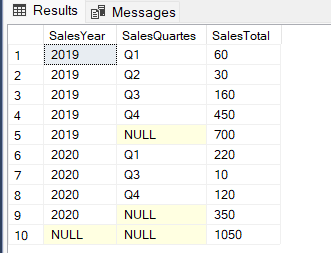 Results Messages
SalesYear SalesQuartes SalesTotal
1 2019 Q1 60
2 2019 Q2 30
3 2019 Q3 160
4 2019 Q4 450
5 2019 NULL 700
6 2020 Q1 220
7 2020 Q3 10
8 2020 Q4 120
9 2020 NULL 350
10 NULL NULL 1050